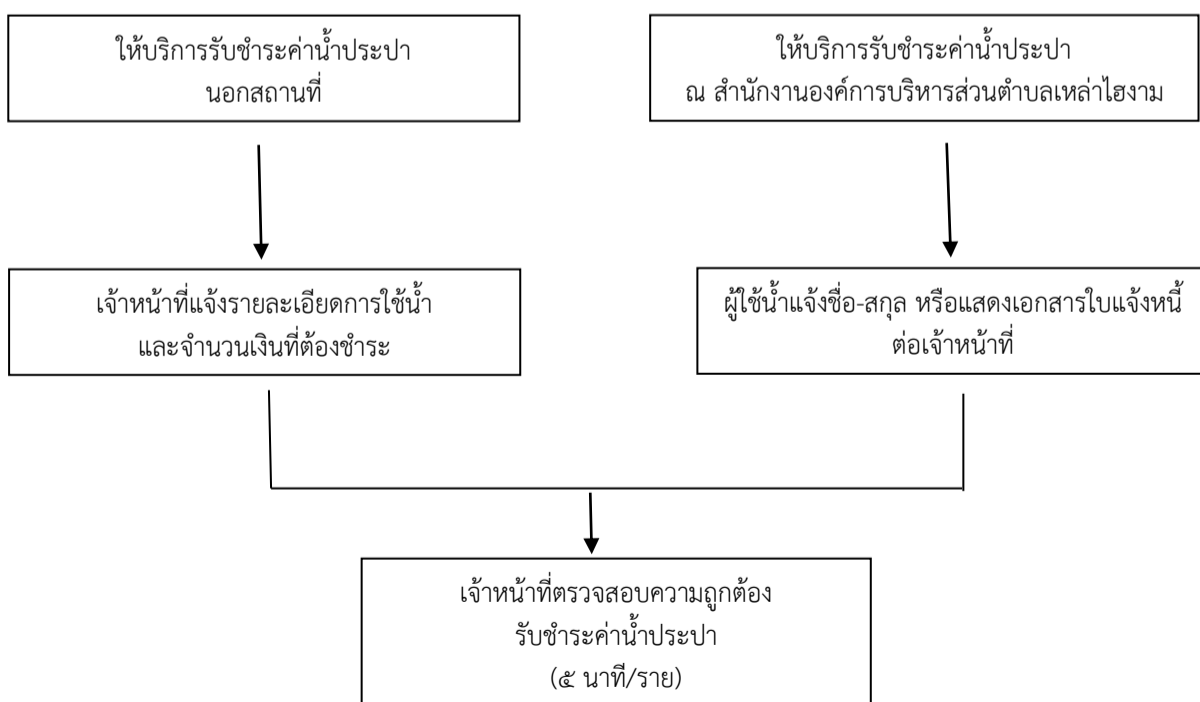 ให้บริการรับชำระค่าน้ำประปา
นอกสถานที่
ให้บริการรับชำระค่าน้ำประปา
ณ สำนักงานองค์การบริหารส่วนตำบลเหล่าไฮงาม
เจ้าหน้าที่แจ้งรายละเอียดการใช้น้ำ
และจำนวนเงินที่ต้องชำระ
ผู้ใช้น้ำแจ้งชื่อ-สกุล หรือแสดงเอกสารใบแจ้งหนี้
ต่อเจ้าหน้าที่
เจ้าหน้าที่ตรวจสอบความถูกต้อง
รับชำระค่าน้ำประปา
(๕ นาที/ราย)